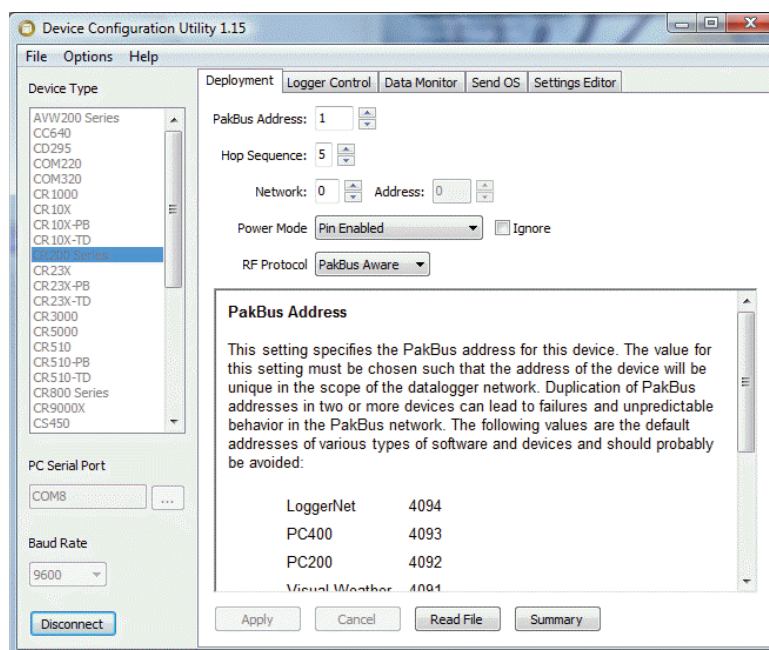 Device Configuration Utility 1.15
File Options Help
Device Type
AVW200 Series
CC640
CD295
COM220
COM320
CR1000
CR10X
CR10X-PB
CR10X-TD
CR200 Series
CR23X
CR23X-PB
CR23X-TD
CR3000
CR5000
CR510
CR510-PB
CR510-TD
CR800 Series
CR9000X
CS450
PC Serial Port
COM8
...
Baud Rate
9600
Disconnect
Deployment Logger Control Data Monitor Send OS Settings Editor
PakBus Address: 1
Hop Sequence: 5
Network: 0 Address: 0
Power Mode Pin Enabled Ignore
RF Protocol PakBus Aware
PakBus Address
This setting specifies the PakBus address for this device. The value for
this setting must be chosen such that the address of the device will be
unique in the scope of the datalogger network. Duplication of PakBus
addresses in two or more devices can lead to failures and unpredictable
behavior in the PakBus network. The following values are the default
addresses of various types of software and devices and should probably
be avoided:
LoggerNet 4094
PC400 4093
PC200 4092
Visual Weather 4091
Apply Cancel Read File Summary